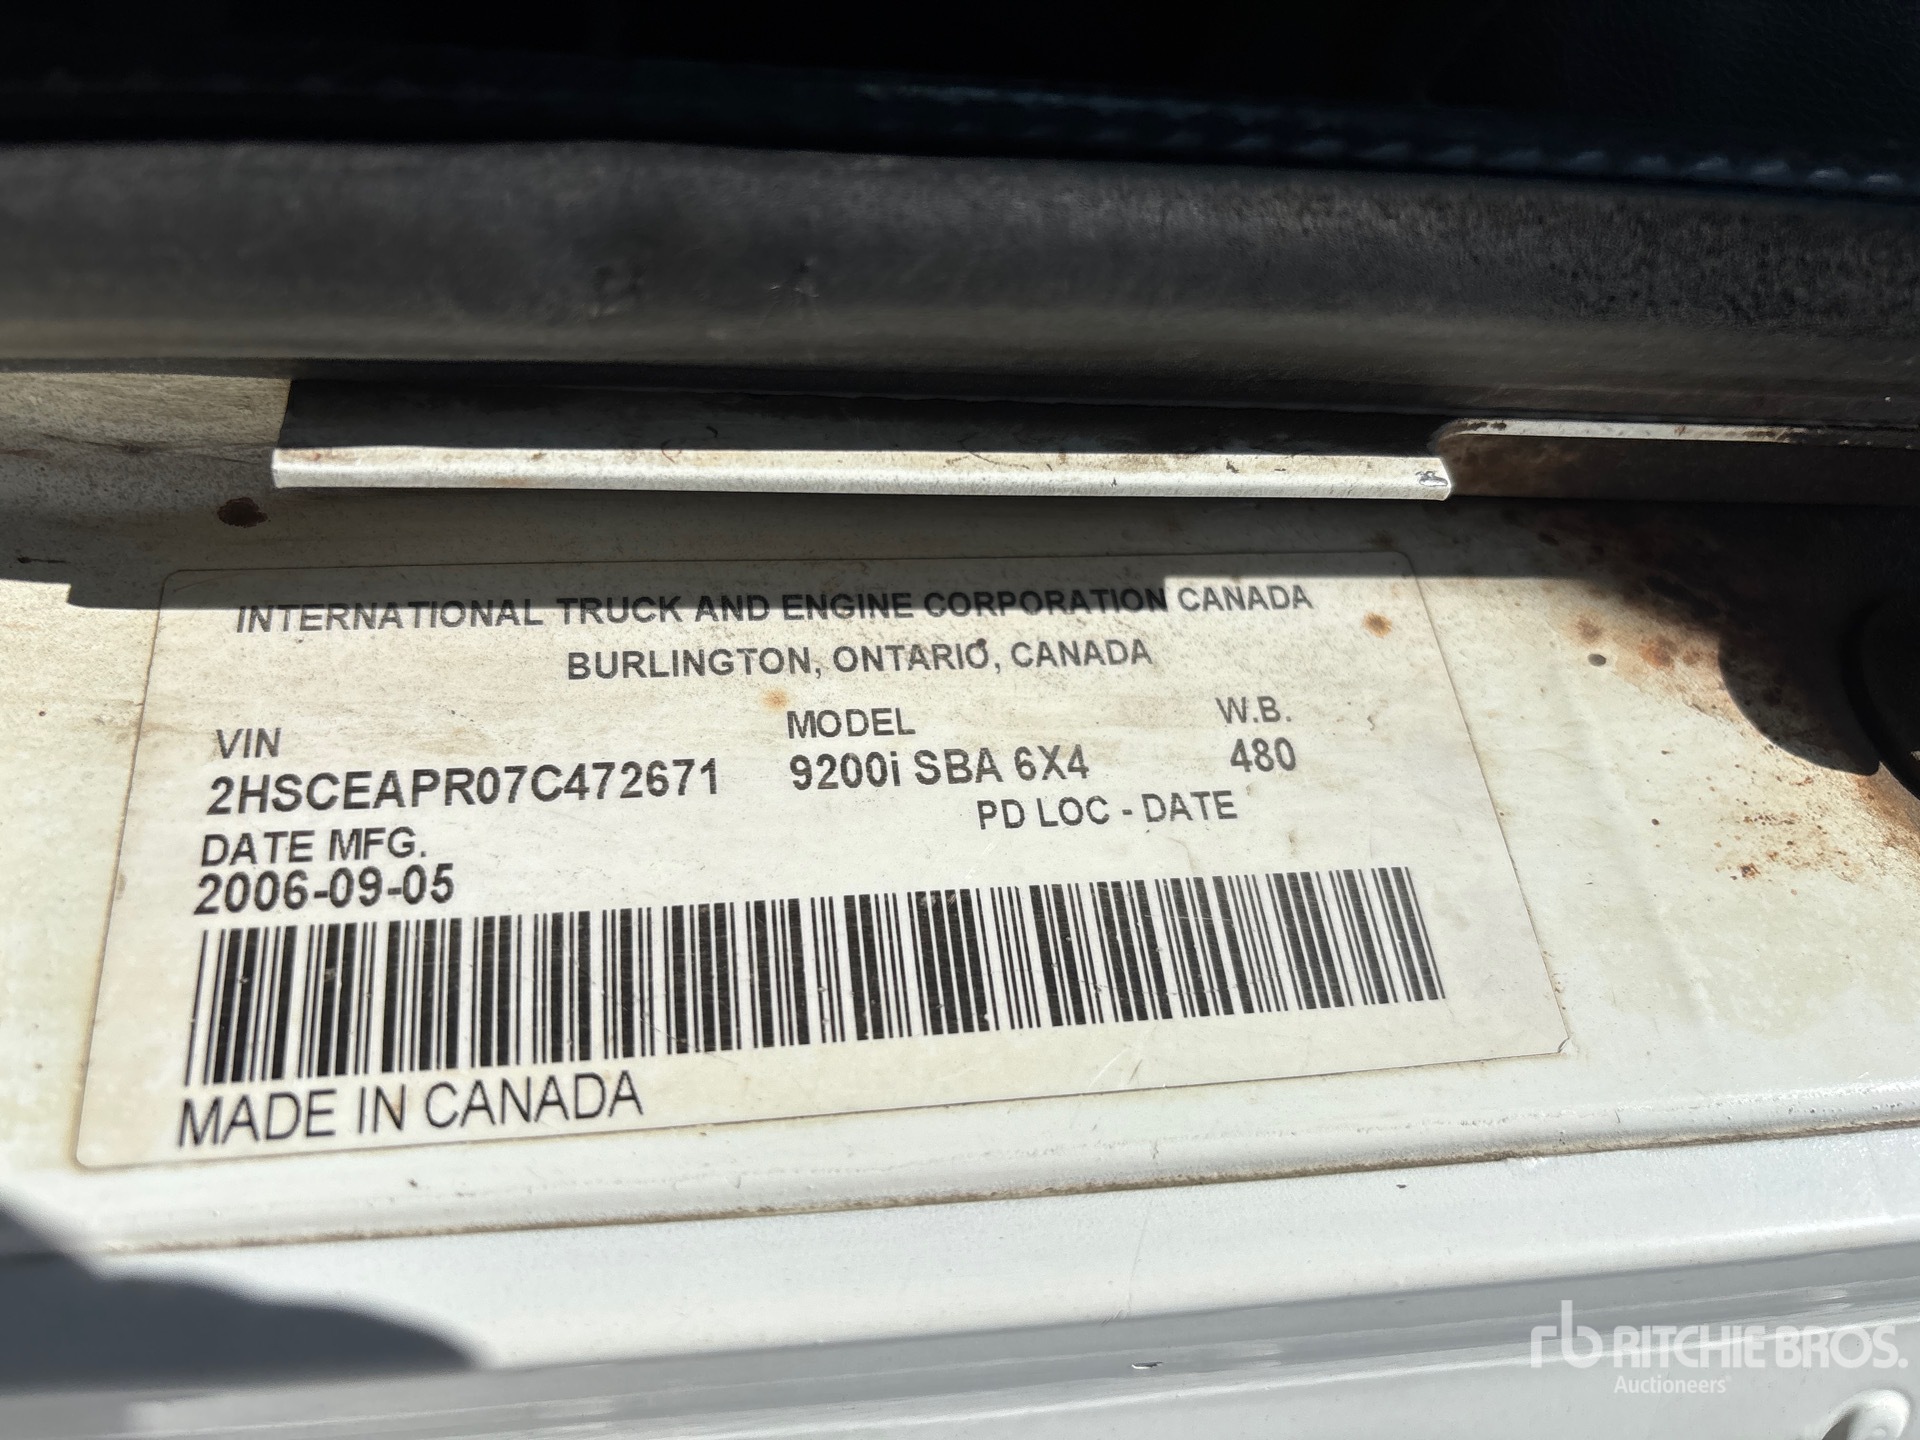 INTERNATIONAL TRUCK AND ENGINE CORPORATION CANADA
BURLINGTON, ONTARIO, CANADA
VIN MODEL W.B.
2HSCEAPR07C472671 9200i SBA 6X4 480
DATE MFG. PD LOC - DATE
2006-09-05
MADE IN CANADA
rb RITCHIE BROS.
Auctioneers